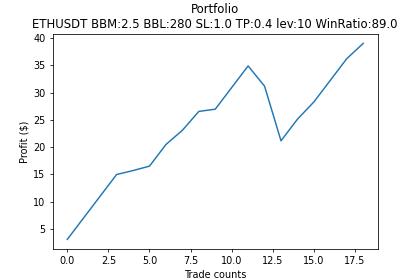 Portfolio
ETHUSDT BBM:2.5 BBL:280 SL:1.0 TP:0.4 lev:10 WinRatio:89.0
40
35
30
25
20
15
10
5
Profit ($)
0.0 2.5 5.0 7.5 10.0 12.5 15.0 17.5
Trade counts